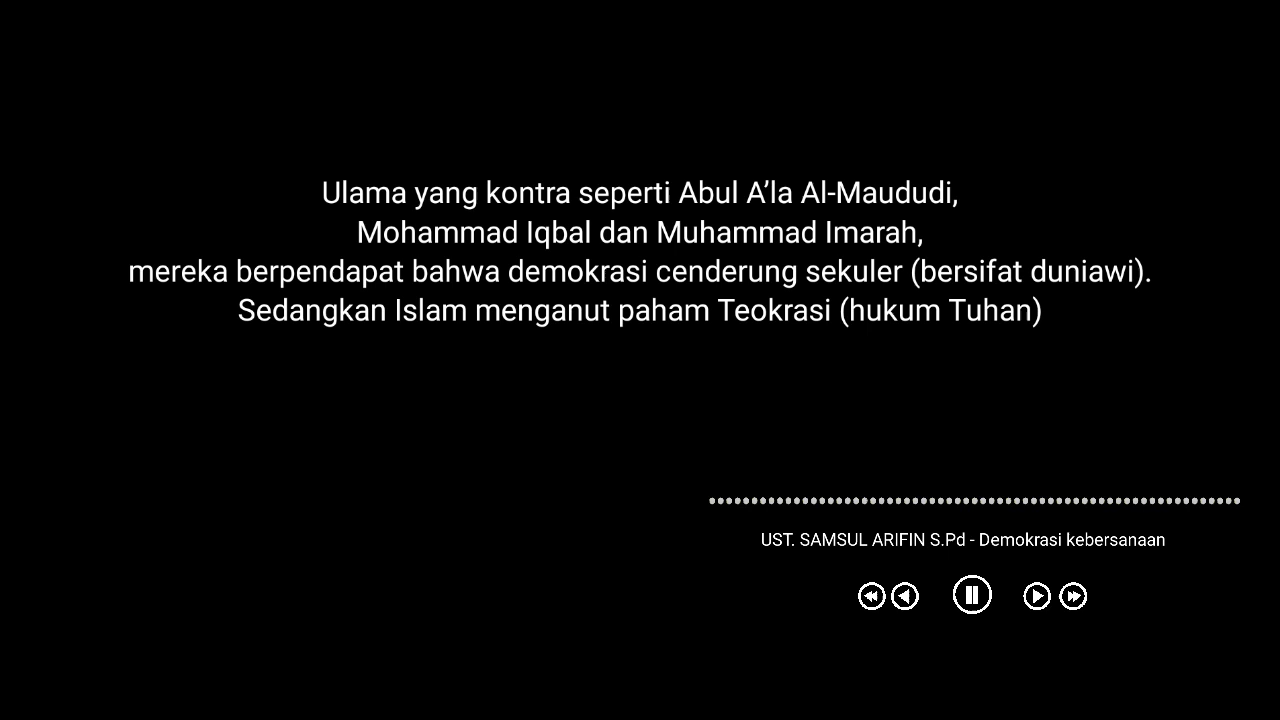 Ulama yang kontra seperti Abul A’la Al-Maududi,
Mohammad Iqbal dan Muhammad Imarah,
mereka berpendapat bahwa demokrasi cenderung sekuler (bersifat duniawi).
Sedangkan Islam menganut paham Teokrasi (hukum Tuhan)
UST. SAMSUL ARIFIN S.Pd - Demokrasi kebersanaan